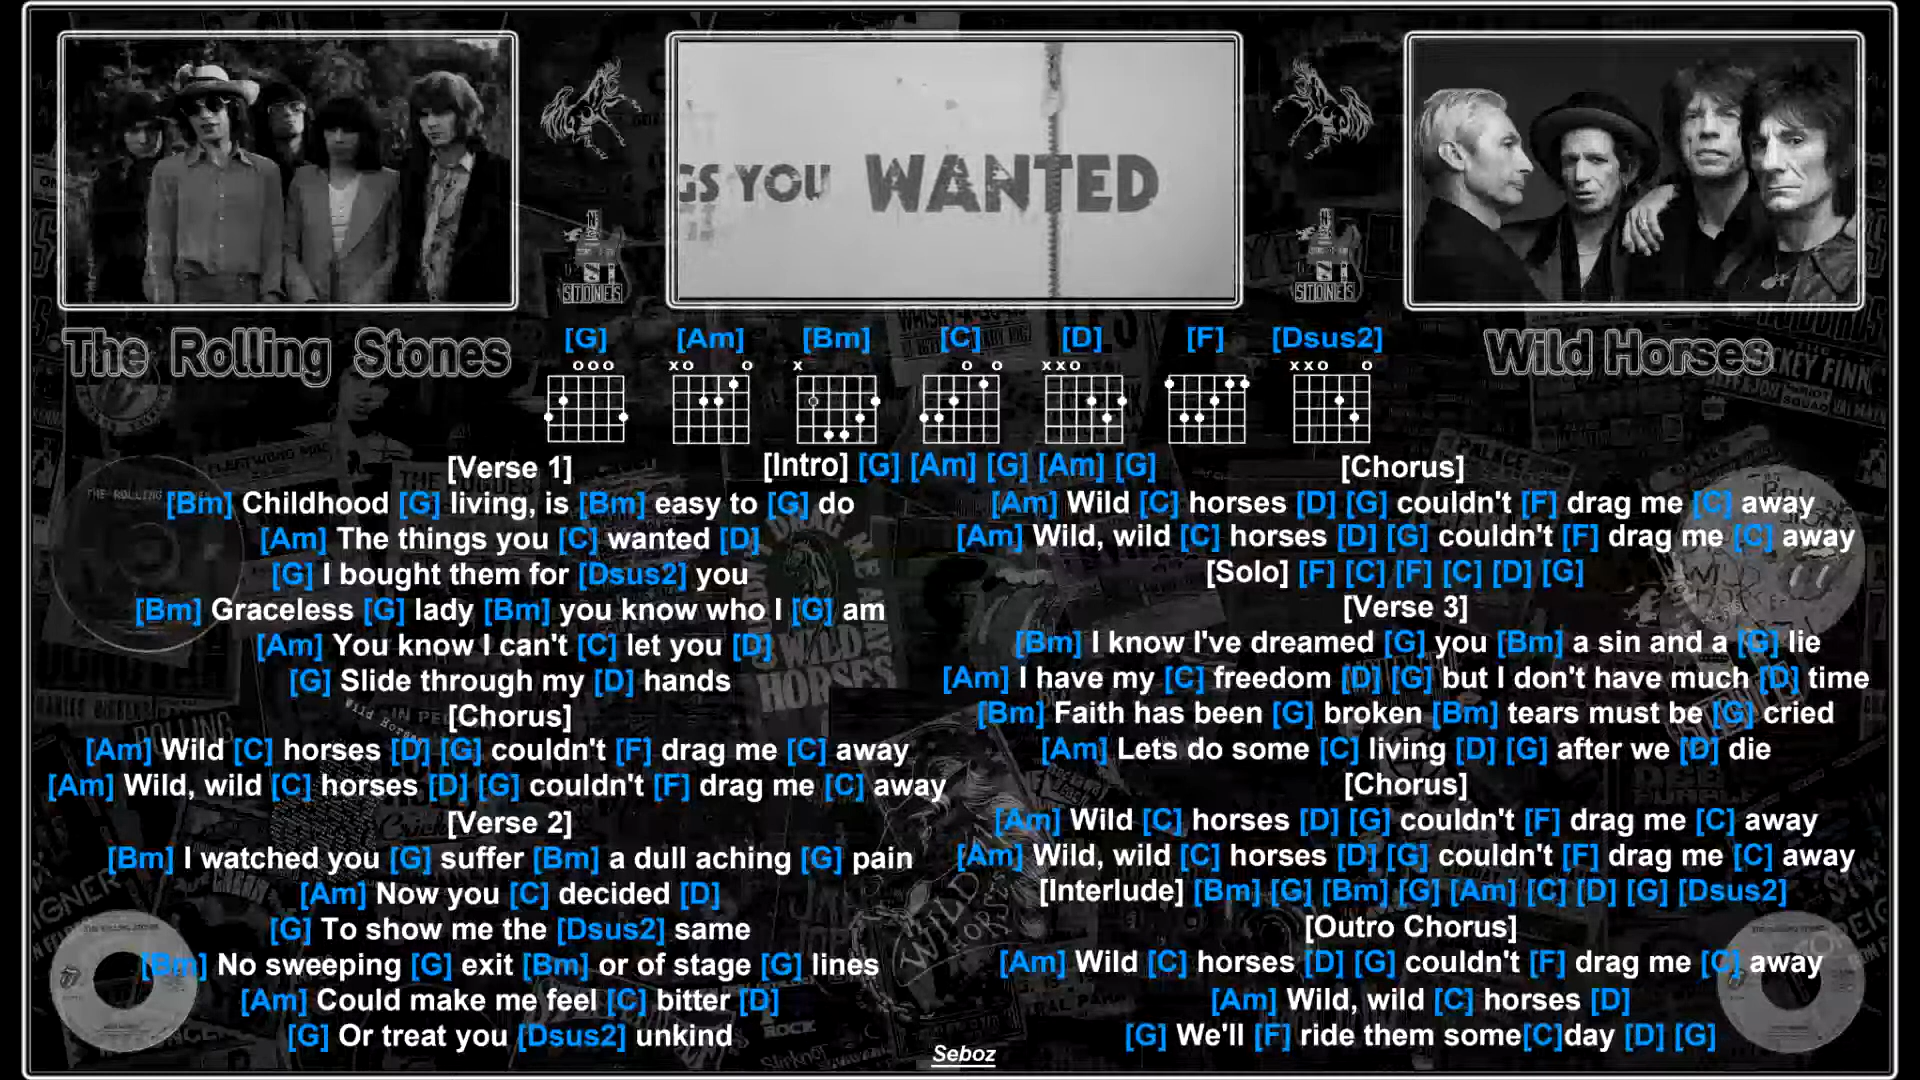 GS YOU WANTED
The Rolling Stones
Wild Horses
[G] [Am] [Bm] [C] [D] [F] [Dsus2]
[Intro] [G] [Am] [G] [Am] [G]
[Verse 1]
[Bm] Childhood [G] living, is [Bm] easy to [G] do
[Am] The things you [C] wanted [D]
[G] I bought them for [Dsus2] you
[Bm] Graceless [G] lady [Bm] you know who I [G] am
[Am] You know I can't [C] let you [D]
[G] Slide through my [D] hands
[Chorus]
[Am] Wild [C] horses [D] [G] couldn't [F] drag me [C] away
[Am] Wild, wild [C] horses [D] [G] couldn't [F] drag me [C] away
[Verse 2]
[Bm] I watched you [G] suffer [Bm] a dull aching [G] pain
[Am] Now you [C] decided [D]
[G] To show me the [Dsus2] same
[Bm] No sweeping [G] exit [Bm] or of stage [G] lines
[Am] Could make me feel [C] bitter [D]
[G] Or treat you [Dsus2] unkind
[Chorus]
[Am] Wild [C] horses [D] [G] couldn't [F] drag me [C] away
[Am] Wild, wild [C] horses [D] [G] couldn't [F] drag me [C] away
[Solo] [F] [C] [F] [C] [D] [G]
[Verse 3]
[Bm] I know I've dreamed [G] you [Bm] a sin and a [G] lie
[Am] I have my [C] freedom [D] [G] but I don't have much [D] time
[Bm] Faith has been [G] broken [Bm] tears must be [G] cried
[Am] Lets do some [C] living [D] [G] after we [D] die
[Chorus]
[Am] Wild [C] horses [D] [G] couldn't [F] drag me [C] away
[Am] Wild, wild [C] horses [D] [G] couldn't [F] drag me [C] away
[Interlude] [Bm] [G] [Bm] [G] [Am] [C] [D] [G] [Dsus2]
[Outro Chorus]
[Am] Wild [C] horses [D] [G] couldn't [F] drag me [C] away
[Am] Wild, wild [C] horses [D]
[G] We'll [F] ride them some[C]day [D] [G]
Seboz